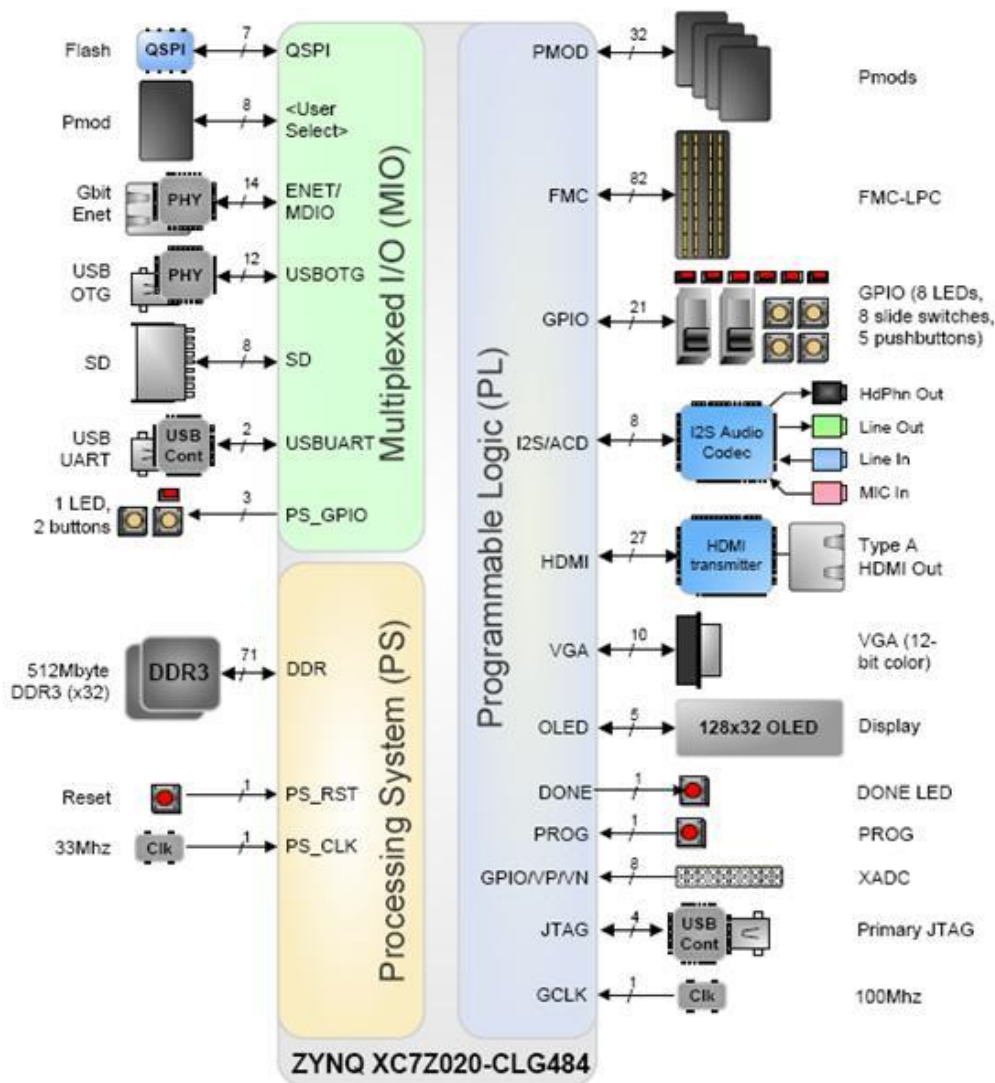 Flash
QSPI
7
QSPI
Pmod
8
<User
Select>
Gbit
Enet
PHY
14
ENET/
MDIO
USB
OTG
PHY
12
USBOTG
SD
8
SD
USB
UART
USB
Cont
2
USBUART
1 LED,
2 buttons
3
PS_GPIO
Multiplexed I/O (MIO)
512Mbyte
DDR3 (x32)
DDR3
71
DDR
Reset
1
PS_RST
33Mhz
Clk
1
PS_CLK
Processing System (PS)
Programmable Logic (PL)
PMOD
32
Pmods
FMC
82
FMC-LPC
GPIO
21
GPIO (8 LEDs,
8 slide switches,
5 pushbuttons)
I2S/ACD
8
I2S Audio
Codec
HdPhn Out
Line Out
Line In
MIC In
HDMI
27
HDMI
transmitter
Type A
HDMI Out
VGA
10
VGA (12-
bit color)
OLED
5
128x32 OLED
Display
DONE
1
DONE LED
PROG
1
PROG
GPIO/VP/VN
8
XADC
JTAG
4
USB
Cont
Primary JTAG
GCLK
1
Clk
100Mhz
ZYNQ XC7Z020-CLG484